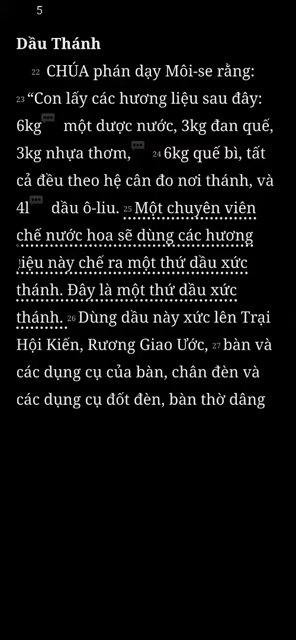 5
Dầu Thánh
22 CHÚA phán dạy Môi-se rằng:
23 “Con lấy các hương liệu sau đây:
6kg một dược nước, 3kg đan quế,
3kg nhựa thơm, 24 6kg quế bì, tất
cả đều theo hệ cân đo nơi thánh, và
4l dầu ô-liu. 25 Một chuyên viên
chế nước hoa sẽ dùng các hương
liệu này chế ra một thứ dầu xức
thánh. Đây là một thứ dầu xức
thánh. 26 Dùng dầu này xức lên Trại
Hội Kiến, Rương Giao Ước, 27 bàn và
các dụng cụ của bàn, chân đèn và
các dụng cụ đốt đèn, bàn thờ dâng